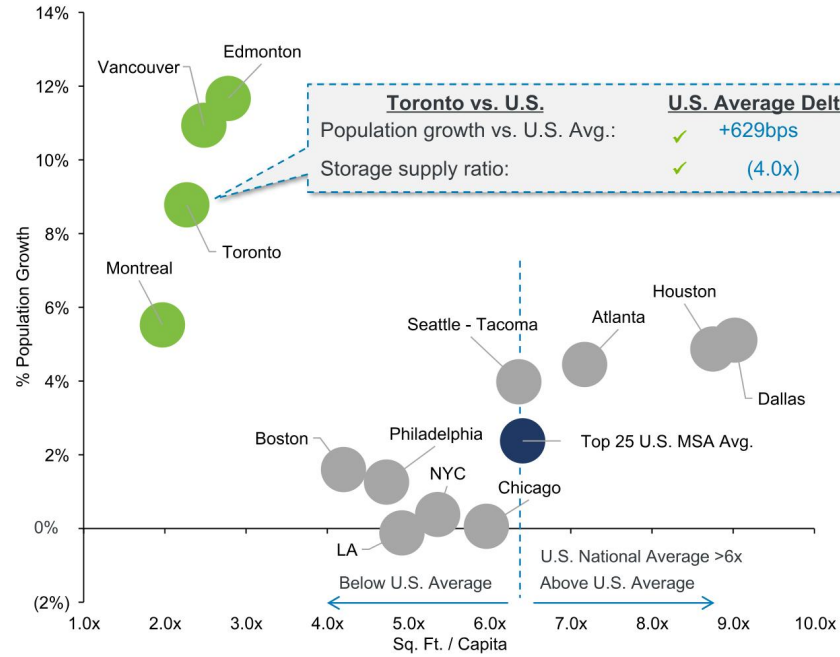 14%
12%
10%
8%
6%
4%
2%
0%
(2%)
% Population Growth
Edmonton
Vancouver
Toronto vs. U.S. U.S. Average Delt
Population growth vs. U.S. Avg.: ✓ +629bps
Storage supply ratio: ✓ (4.0x)
Toronto
Montreal
Houston
Seattle - Tacoma
Atlanta
Dallas
Boston
Philadelphia
Top 25 U.S. MSA Avg.
NYC
Chicago
LA
U.S. National Average >6x
Below U.S. Average
Above U.S. Average
1.0x 2.0x 3.0x 4.0x 5.0x 6.0x 7.0x 8.0x 9.0x 10.0x
Sq. Ft. / Capita